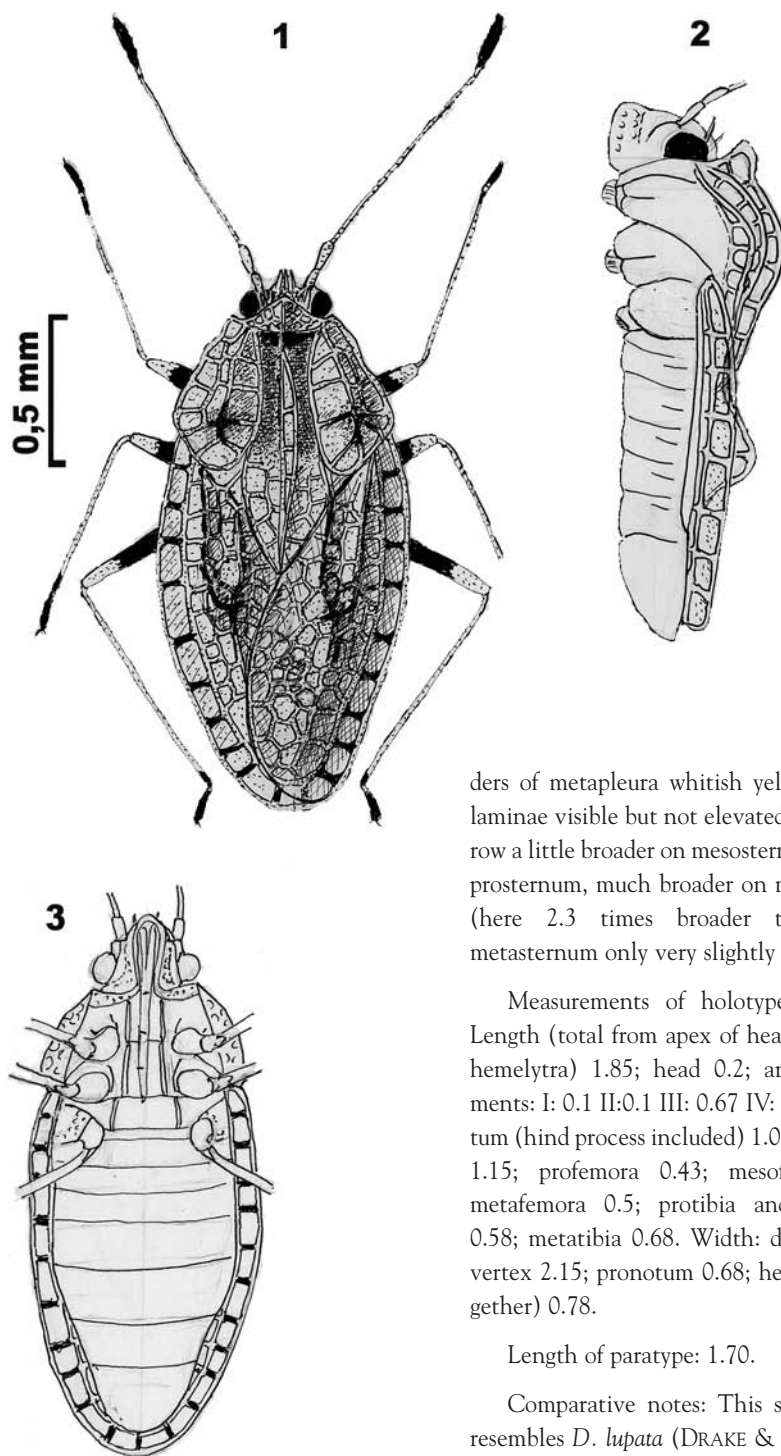 1
2
0,5 mm
3
ders of metapleura whitish yel
laminae visible but not elevated
row a little broader on mesostern
prosternum, much broader on
(here 2.3 times broader t
metasternum only very slightly
Measurements of holotype
Length (total from apex of hea
hemelytra) 1.85; head 0.2; an
ments: I: 0.1 II:0.1 III: 0.67 IV:
tum (hind process included) 1.0
1.15; profemora 0.43; mesof
metafemora 0.5; protibia and
0.58; metatibia 0.68. Width: d
vertex 2.15; pronotum 0.68; he
gether) 0.78.
Length of paratype: 1.70.
Comparative notes: This s
resembles D. lupata (DRAKE &